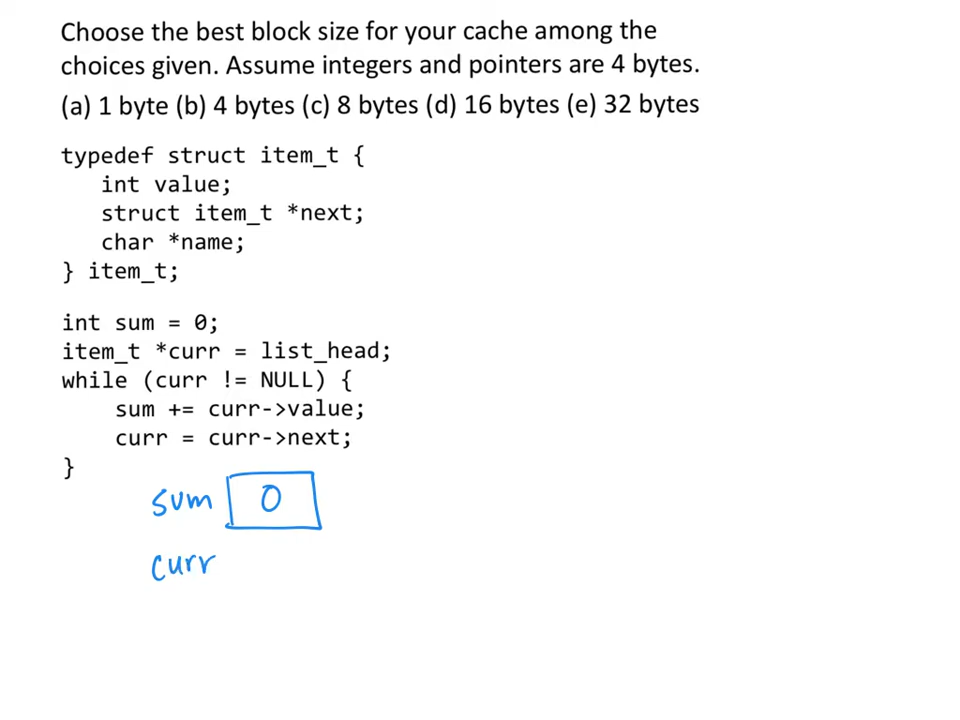 Choose the best block size for your cache among the
choices given. Assume integers and pointers are 4 bytes.
(a) 1 byte (b) 4 bytes (c) 8 bytes (d) 16 bytes (e) 32 bytes
typedef struct item_t {
   int value;
   struct item_t *next;
   char *name;
} item_t;
int sum = 0;
item_t *curr = list_head;
while (curr != NULL) {
    sum += curr->value;
    curr = curr->next;
}
sum 0
curr